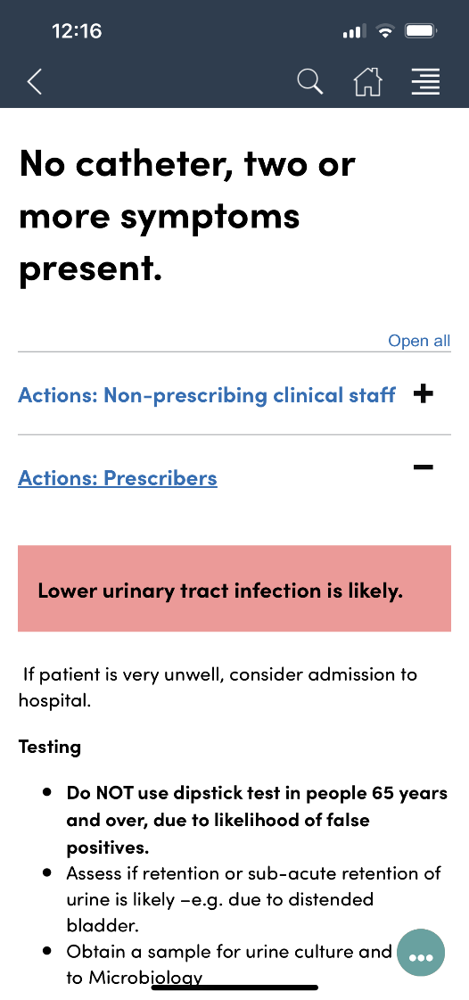 12:16
No catheter, two or
more symptoms
present.
Open all
Actions: Non-prescribing clinical staff
Actions: Prescribers
Lower urinary tract infection is likely.
If patient is very unwell, consider admission to
hospital.
Testing
Do NOT use dipstick test in people 65 years
and over, due to likelihood of false
positives.
Assess if retention or sub-acute retention of
urine is likely –e.g. due to distended
bladder.
Obtain a sample for urine culture and
to Microbiology